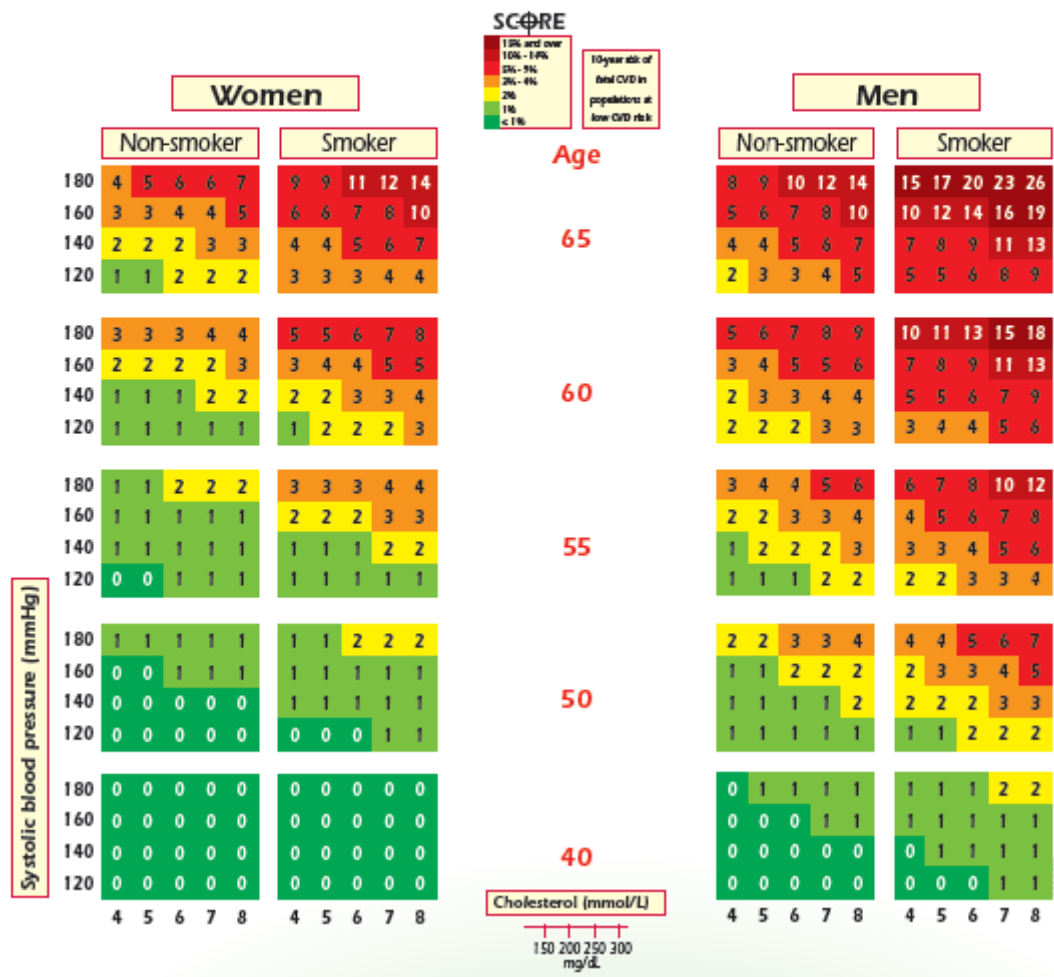 SCORE
15% and over
10% - 14%
5% - 9%
3% - 4%
2%
1%
< 1%
10-year risk of
fatal CVD in
populations at
low CVD risk
Women
Men
Non-smoker Smoker Age Non-smoker Smoker
180 4 5 6 6 7 9 9 11 12 14 8 9 10 12 14 15 17 20 23 26
160 3 3 4 4 5 6 6 7 8 10 5 6 7 8 10 10 12 14 16 19
65
140 2 2 2 3 3 4 4 5 6 7 4 4 5 6 7 7 8 9 11 13
120 1 1 2 2 2 3 3 3 4 4 2 3 3 4 5 5 5 6 8 9
180 3 3 3 4 4 5 5 6 7 8 5 6 7 8 9 10 11 13 15 18
160 2 2 2 2 3 3 4 4 5 5 3 4 5 5 6 7 8 9 11 13
60
140 1 1 1 2 2 2 2 3 3 4 2 3 3 4 4 5 5 6 7 9
120 1 1 1 1 1 1 2 2 2 3 2 2 2 3 3 3 4 4 5 6
180 1 1 2 2 2 3 3 3 4 4 3 4 4 5 6 6 7 8 10 12
160 1 1 1 1 1 2 2 2 3 3 2 2 3 3 4 4 5 6 7 8
55
140 1 1 1 1 1 1 1 1 2 2 1 2 2 2 3 3 3 4 5 6
120 0 0 1 1 1 1 1 1 1 1 1 1 1 2 2 2 2 3 3 4
180 1 1 1 1 1 1 1 2 2 2 2 2 3 3 4 4 4 5 6 7
160 0 0 1 1 1 1 1 1 1 1 1 1 2 2 2 2 3 3 4 5
50
140 0 0 0 0 0 1 1 1 1 1 1 1 1 1 2 2 2 2 3 3
120 0 0 0 0 0 0 0 0 1 1 1 1 1 1 1 1 1 2 2 2
180 0 0 0 0 0 0 0 0 0 0 0 1 1 1 1 1 1 1 2 2
160 0 0 0 0 0 0 0 0 0 0 0 0 0 1 1 1 1 1 1 1
140 0 0 0 0 0 0 0 0 0 0 0 0 0 0 0 0 1 1 1 1
40
120 0 0 0 0 0 0 0 0 0 0 0 0 0 0 0 0 0 0 1 1
4 5 6 7 8 4 5 6 7 8 4 5 6 7 8 4 5 6 7 8
Systolic blood pressure (mmHg)
Cholesterol (mmol/L)
150 200 250 300
mg/dL